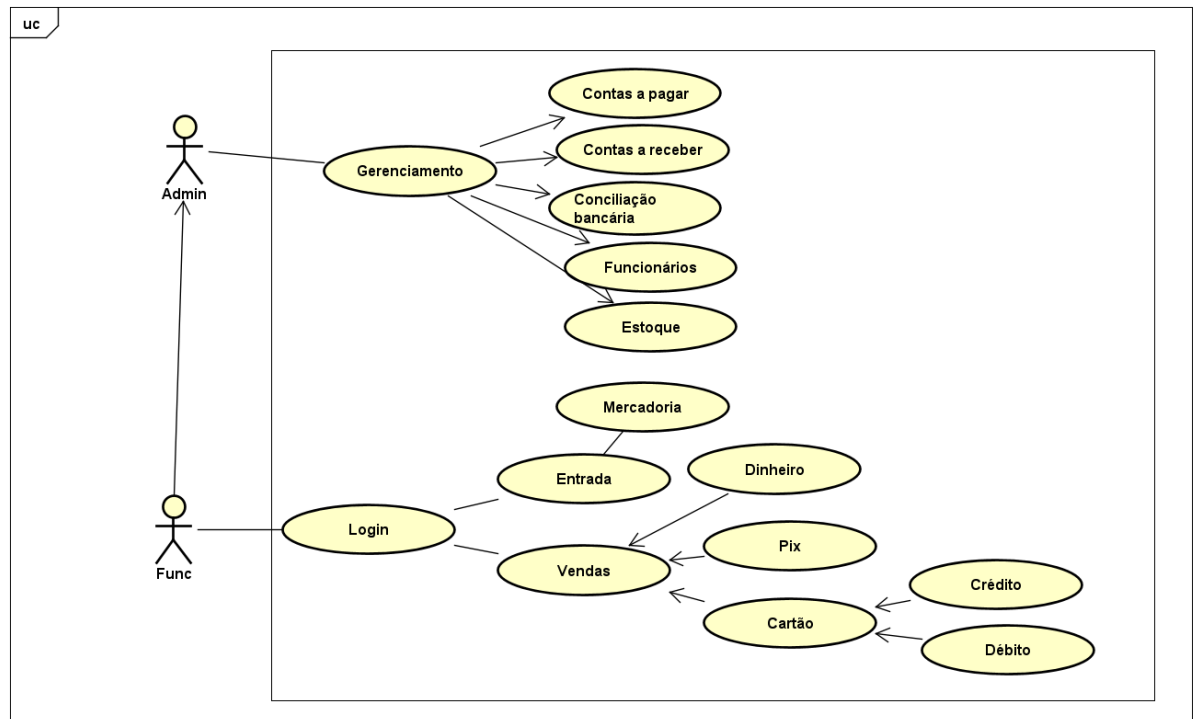 uc
Contas a pagar
Contas a receber
Admin
Gerenciamento
Conciliação
bancária
Funcionários
Estoque
Mercadoria
Dinheiro
Entrada
Login
Pix
Func
Vendas
Crédito
Cartão
Débito